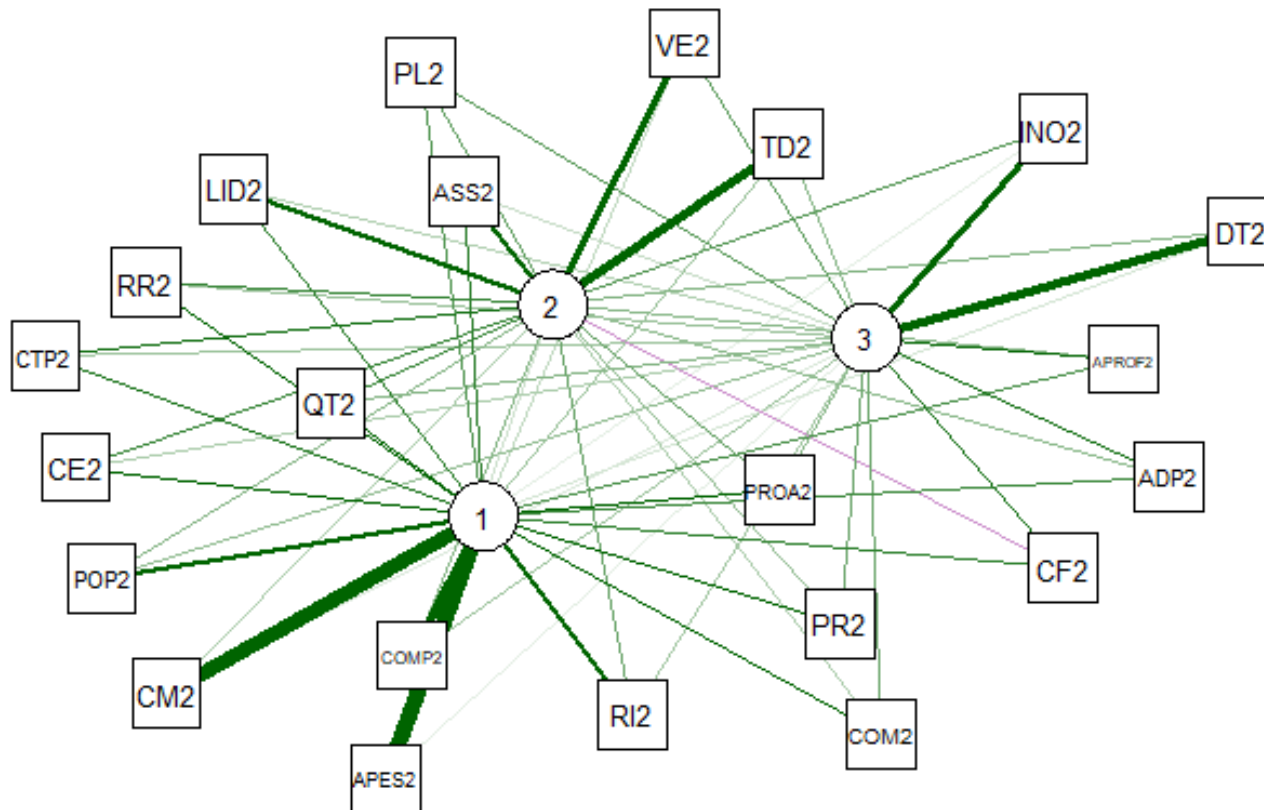 VE2
PL2
INO2
TD2
LID2
ASS2
DT2
RR2
2
3
CTP2
APROF2
QT2
CE2
ADP2
PROA2
1
CF2
POP2
PR2
COMP2
CM2
RI2
COM2
APES2